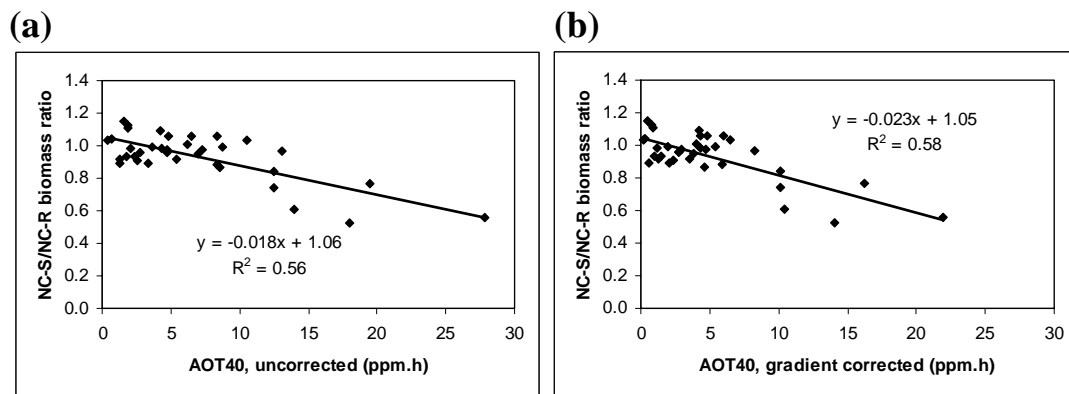 (a)
NC-S/NC-R biomass ratio
1.4
1.2
1.0
0.8
0.6
0.4
0.2
0.0
y = -0.018x + 1.06
R² = 0.56
0 5 10 15 20 25 30
AOT40, uncorrected (ppm.h)
(b)
NC-S/NC-R biomass ratio
1.4
1.2
1.0
0.8
0.6
0.4
0.2
0.0
y = -0.023x + 1.05
R² = 0.58
0 5 10 15 20 25 30
AOT40, gradient corrected (ppm.h)